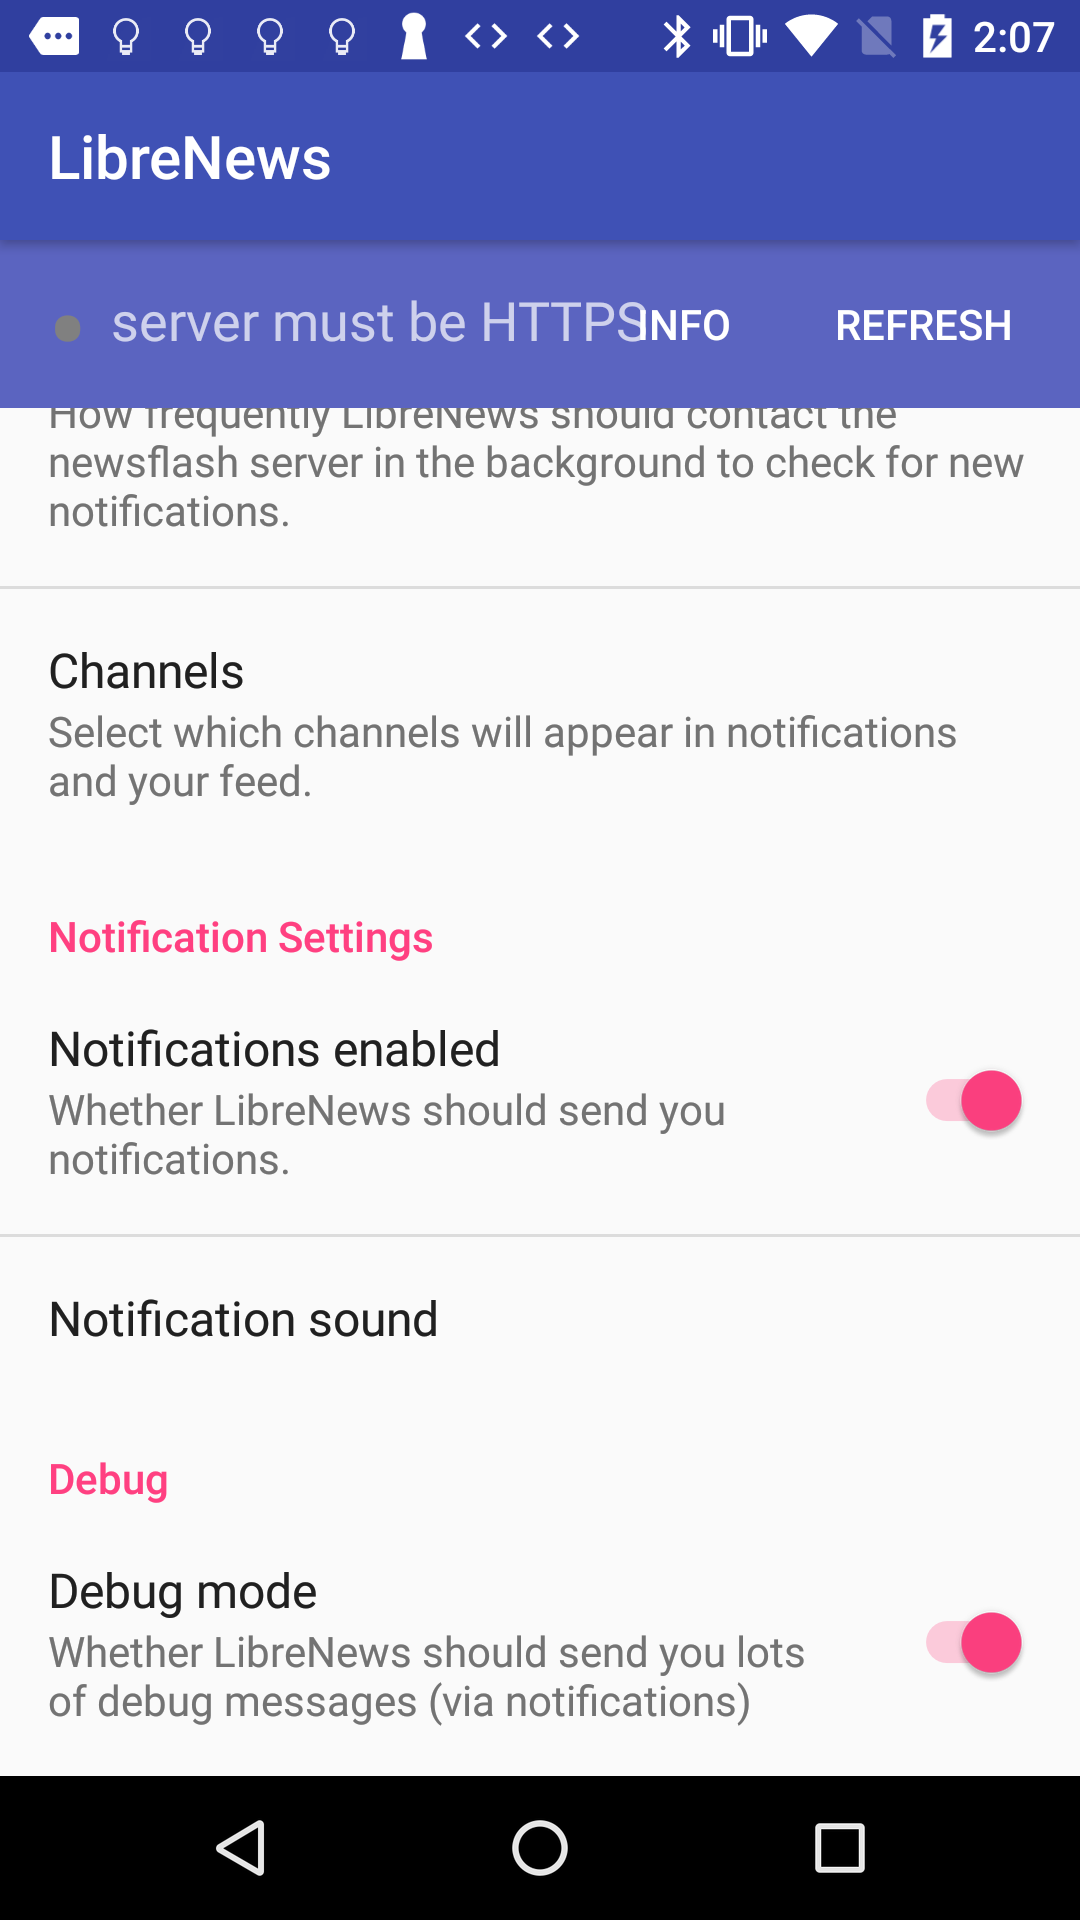 2:07
LibreNews
server must be HTTPS INFO REFRESH
How frequently LibreNews should contact the
newsflash server in the background to check for new
notifications.
Channels
Select which channels will appear in notifications
and your feed.
Notification Settings
Notifications enabled
Whether LibreNews should send you
notifications.
Notification sound
Debug
Debug mode
Whether LibreNews should send you lots
of debug messages (via notifications)